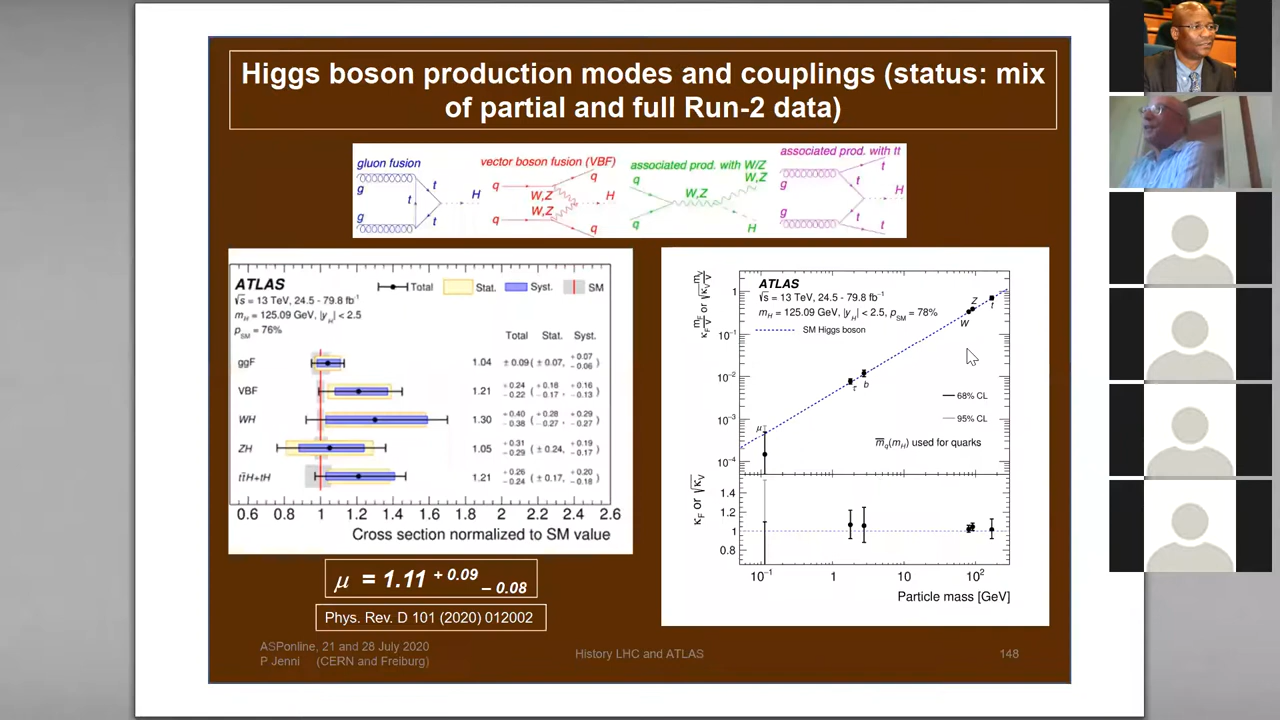 Higgs boson production modes and couplings (status: mix
of partial and full Run-2 data)
gluon fusion
g
g
t
t
t
H
vector boson fusion (VBF)
q
q
W,Z
W,Z
q
q
H
associated prod. with W/Z
q
q
W,Z
W,Z
H
associated prod. with tt
g
g
t
t
t
t
H
ATLAS
Total Stat. Syst. SM
√s = 13 TeV, 24.5 - 79.8 fb⁻¹
m_H = 125.09 GeV, |y_H| < 2.5
p_SM = 76%
Total Stat. Syst.
ggF 1.04 ± 0.09 ( ± 0.07, +0.07 −0.06 )
VBF 1.21 +0.24 −0.22 ( +0.18 −0.17, +0.16 −0.13 )
WH 1.30 +0.40 −0.38 ( +0.28 −0.27, +0.29 −0.27 )
ZH 1.05 +0.31 −0.29 ( ± 0.24, +0.19 −0.17 )
tt̄H+tH 1.21 +0.26 −0.24 ( ± 0.17, +0.20 −0.18 )
0.6 0.8 1 1.2 1.4 1.6 1.8 2 2.2 2.4 2.6
Cross section normalized to SM value
μ = 1.11 + 0.09 – 0.08
Phys. Rev. D 101 (2020) 012002
ATLAS
√s = 13 TeV, 24.5 - 79.8 fb⁻¹
m_H = 125.09 GeV, |y_H| < 2.5, p_SM = 78%
SM Higgs boson
κ_F m_F/v or √κ_V m_V/v
1
10⁻¹
10⁻²
10⁻³
10⁻⁴
μ
τ
b
W
Z
t
68% CL
95% CL
m̅_q(m_H) used for quarks
κ_F or √κ_V
1.4
1.2
1
0.8
10⁻¹ 1 10 10²
Particle mass [GeV]
ASPonline, 21 and 28 July 2020
P Jenni (CERN and Freiburg)
History LHC and ATLAS
148